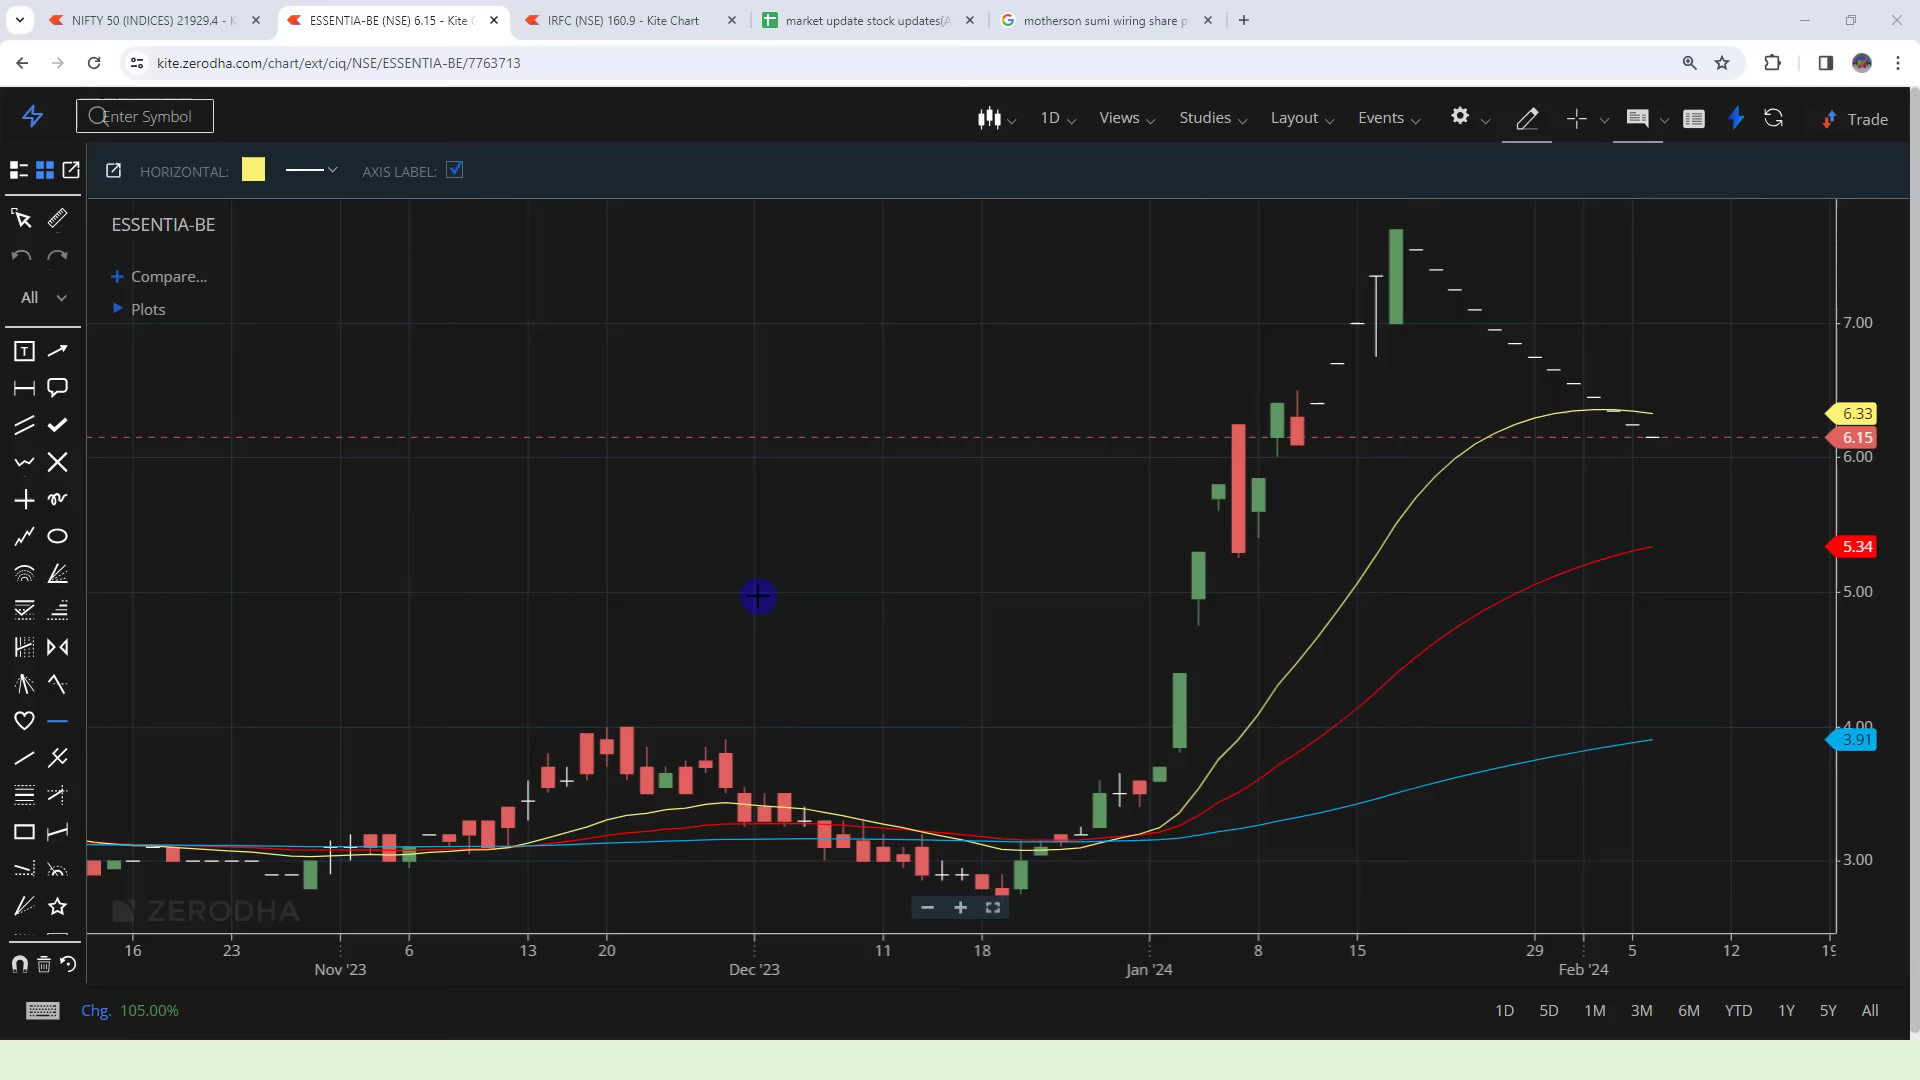 NIFTY 50 (INDICES) 21929.4 - K
ESSENTIA-BE (NSE) 6.15 - Kite C
IRFC (NSE) 160.9 - Kite Chart
market update stock updates(A
motherson sumi wiring share p
kite.zerodha.com/chart/ext/ciq/NSE/ESSENTIA-BE/7763713
Enter Symbol
1D
Views
Studies
Layout
Events
Trade
HORIZONTAL:
AXIS LABEL:
ESSENTIA-BE
Compare...
Plots
All
T
7.00
6.33
6.15
6.00
5.34
5.00
4.00
3.91
3.00
ZERODHA
16 23 6 13 20 11 18 8 15 29 5 12 19
Nov '23 Dec '23 Jan '24 Feb '24
Chg. 105.00%
1D 5D 1M 3M 6M YTD 1Y 5Y All